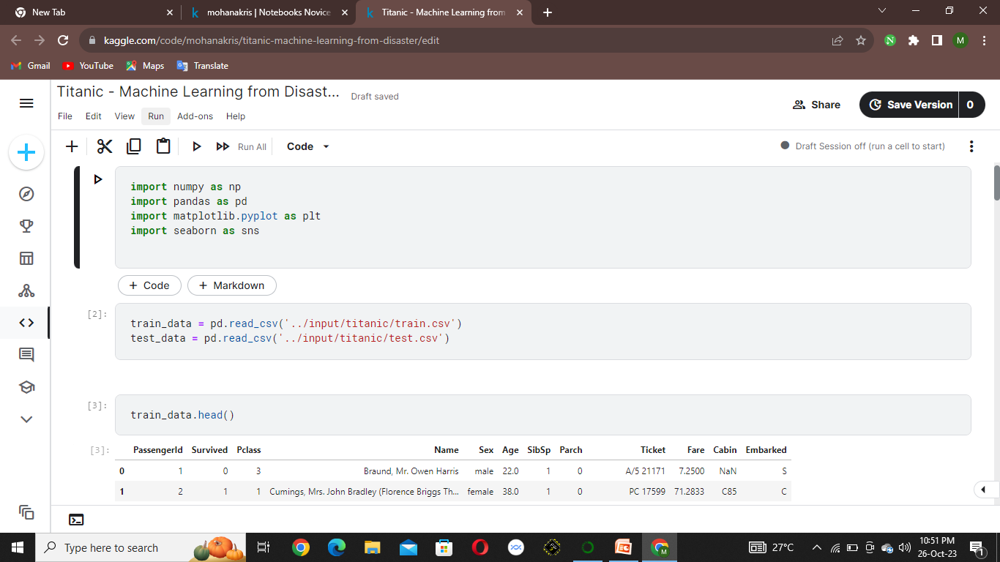 New Tab
mohanakris | Notebooks Novice
Titanic - Machine Learning from
kaggle.com/code/mohanakris/titanic-machine-learning-from-disaster/edit
N
M
Gmail YouTube Maps Translate
Titanic - Machine Learning from Disast... Draft saved
Share Save Version 0
File Edit View Run Add-ons Help
Run All Code Draft Session off (run a cell to start)
import numpy as np
import pandas as pd
import matplotlib.pyplot as plt
import seaborn as sns
+ Code + Markdown
[2]:
train_data = pd.read_csv('../input/titanic/train.csv')
test_data = pd.read_csv('../input/titanic/test.csv')
[3]:
train_data.head()
[3]: PassengerId Survived Pclass Name Sex Age SibSp Parch Ticket Fare Cabin Embarked
0 1 0 3 Braund, Mr. Owen Harris male 22.0 1 0 A/5 21171 7.2500 NaN S
1 2 1 1 Cumings, Mrs. John Bradley (Florence Briggs Th... female 38.0 1 0 PC 17599 71.2833 C85 C
Type here to search
27°C
10:51 PM
26-Oct-23
1